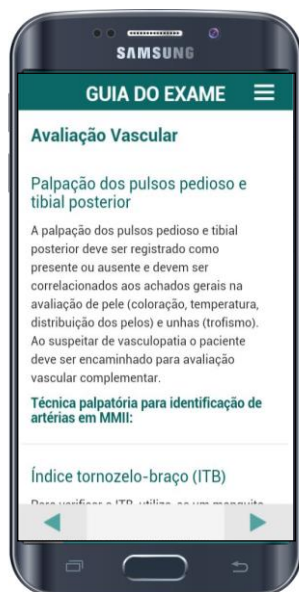 SAMSUNG
GUIA DO EXAME
Avaliação Vascular
Palpação dos pulsos pedioso e
tibial posterior
A palpação dos pulsos pedioso e tibial
posterior deve ser registrado como
presente ou ausente e devem ser
correlacionados aos achados gerais na
avaliação de pele (coloração, temperatura,
distribuição dos pelos) e unhas (trofismo).
Ao suspeitar de vasculopatia o paciente
deve ser encaminhado para avaliação
vascular complementar.
Técnica palpatória para identificação de
artérias em MMII:
Índice tornozelo-braço (ITB)